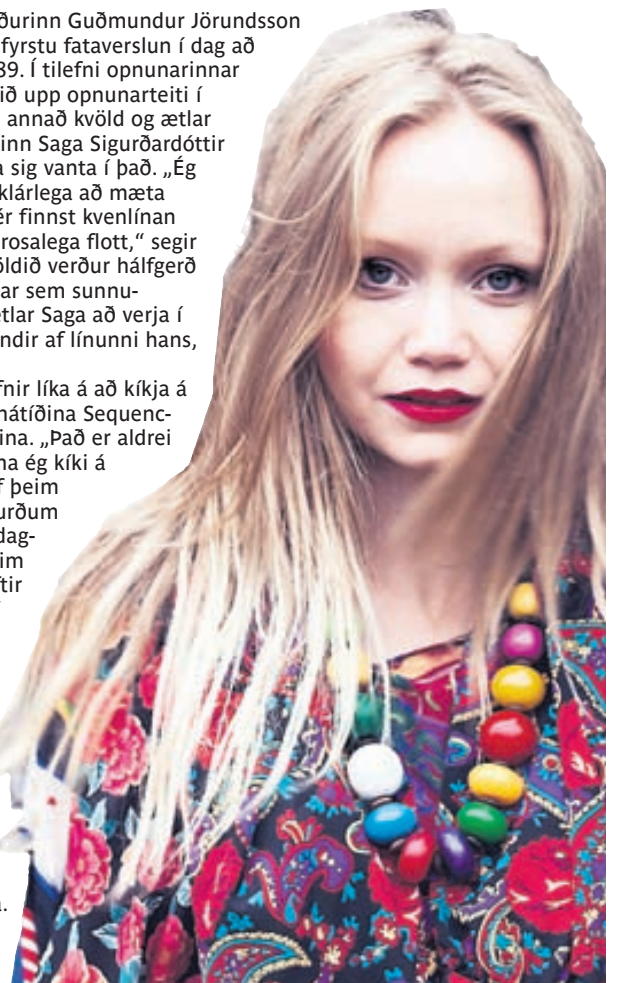 ðurinn Guðmundur Jörundsson
fyrstu fataverslun í dag að
39. Í tilefni opnunarinnar
ið upp opnunarteiti í
annað kvöld og ætlar
inn Saga Sigurðardóttir
a sig vanta í það. „Ég
klárlega að mæta
ér finnst kvenlínan
rosalega flott,“ segir
öldið verður hálfgerð
ar sem sunnu-
etlar Saga að verja í
ndir af línunni hans,
fnir líka á að kíkja á
hátíðina Sequenc-
ina. „Það er aldrei
na ég kíki á
f þeim
urðum
dag-
im
tir
a.